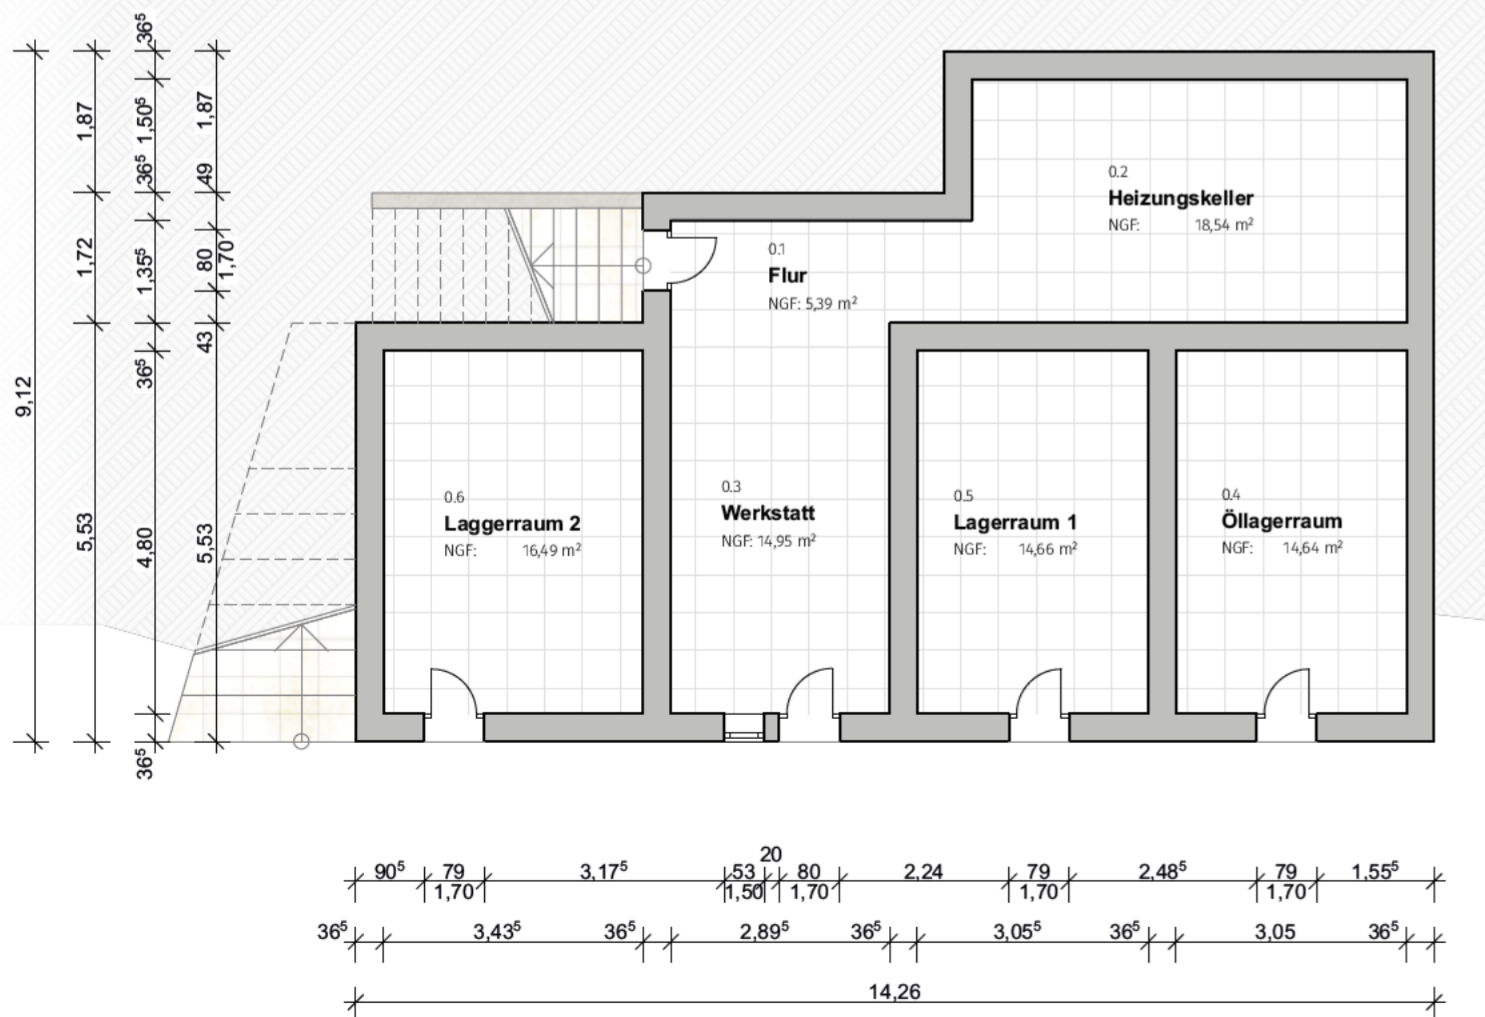 36⁵
1,87
1,50⁵
1,87
36⁵
49
1,72
1,35⁵
80
1,70
43
36⁵
9,12
5,53
4,80
5,53
36⁵
0.2
Heizungskeller
NGF: 18,54 m²
0.1
Flur
NGF: 5,39 m²
0.6
Laggerraum 2
NGF: 16,49 m²
0.3
Werkstatt
NGF: 14,95 m²
0.5
Lagerraum 1
NGF: 14,66 m²
0.4
Öllagerraum
NGF: 14,64 m²
20
90⁵ 79 3,17⁵ 53 80 2,24 79 2,48⁵ 79 1,55⁵
1,70 1,50 1,70 1,70 1,70
36⁵ 3,43⁵ 36⁵ 2,89⁵ 36⁵ 3,05⁵ 36⁵ 3,05 36⁵
14,26